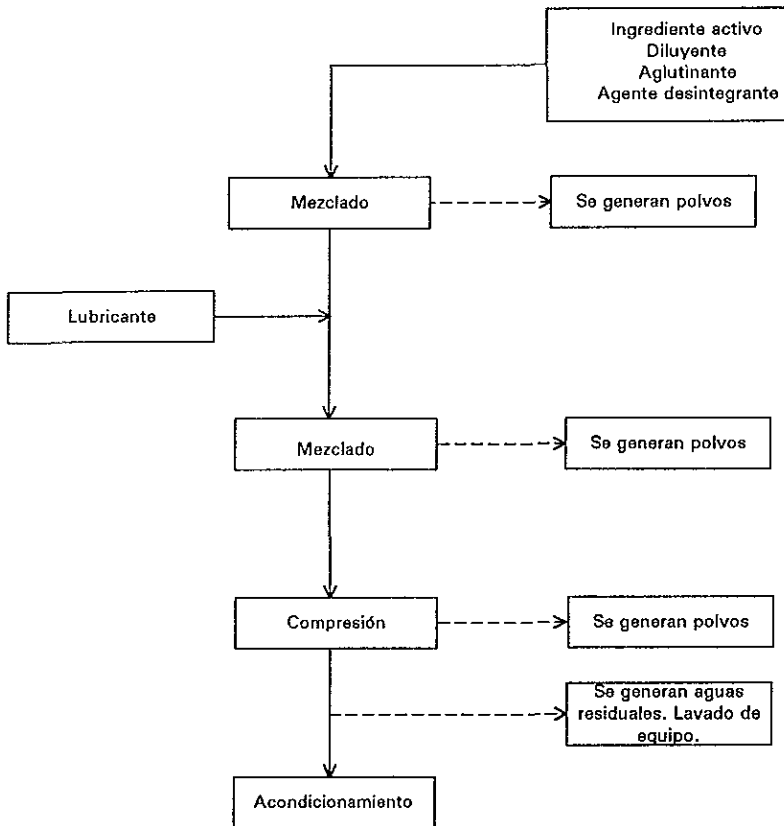 Ingrediente activo
Diluyente
Aglutinante
Agente desintegrante
Mezclado
Se generan polvos
Lubricante
Mezclado
Se generan polvos
Compresión
Se generan polvos
Se generan aguas
residuales. Lavado de
equipo.
Acondicionamiento